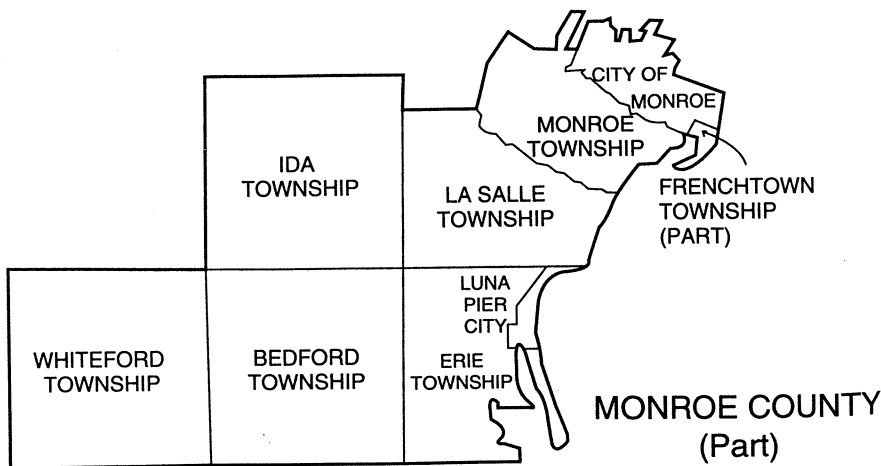 CITY OF
MONROE
MONROE
TOWNSHIP
IDA
TOWNSHIP
LA SALLE
TOWNSHIP
FRENCHTOWN
TOWNSHIP
(PART)
LUNA
PIER
CITY
WHITEFORD
TOWNSHIP
BEDFORD
TOWNSHIP
ERIE
TOWNSHIP
MONROE COUNTY
(Part)